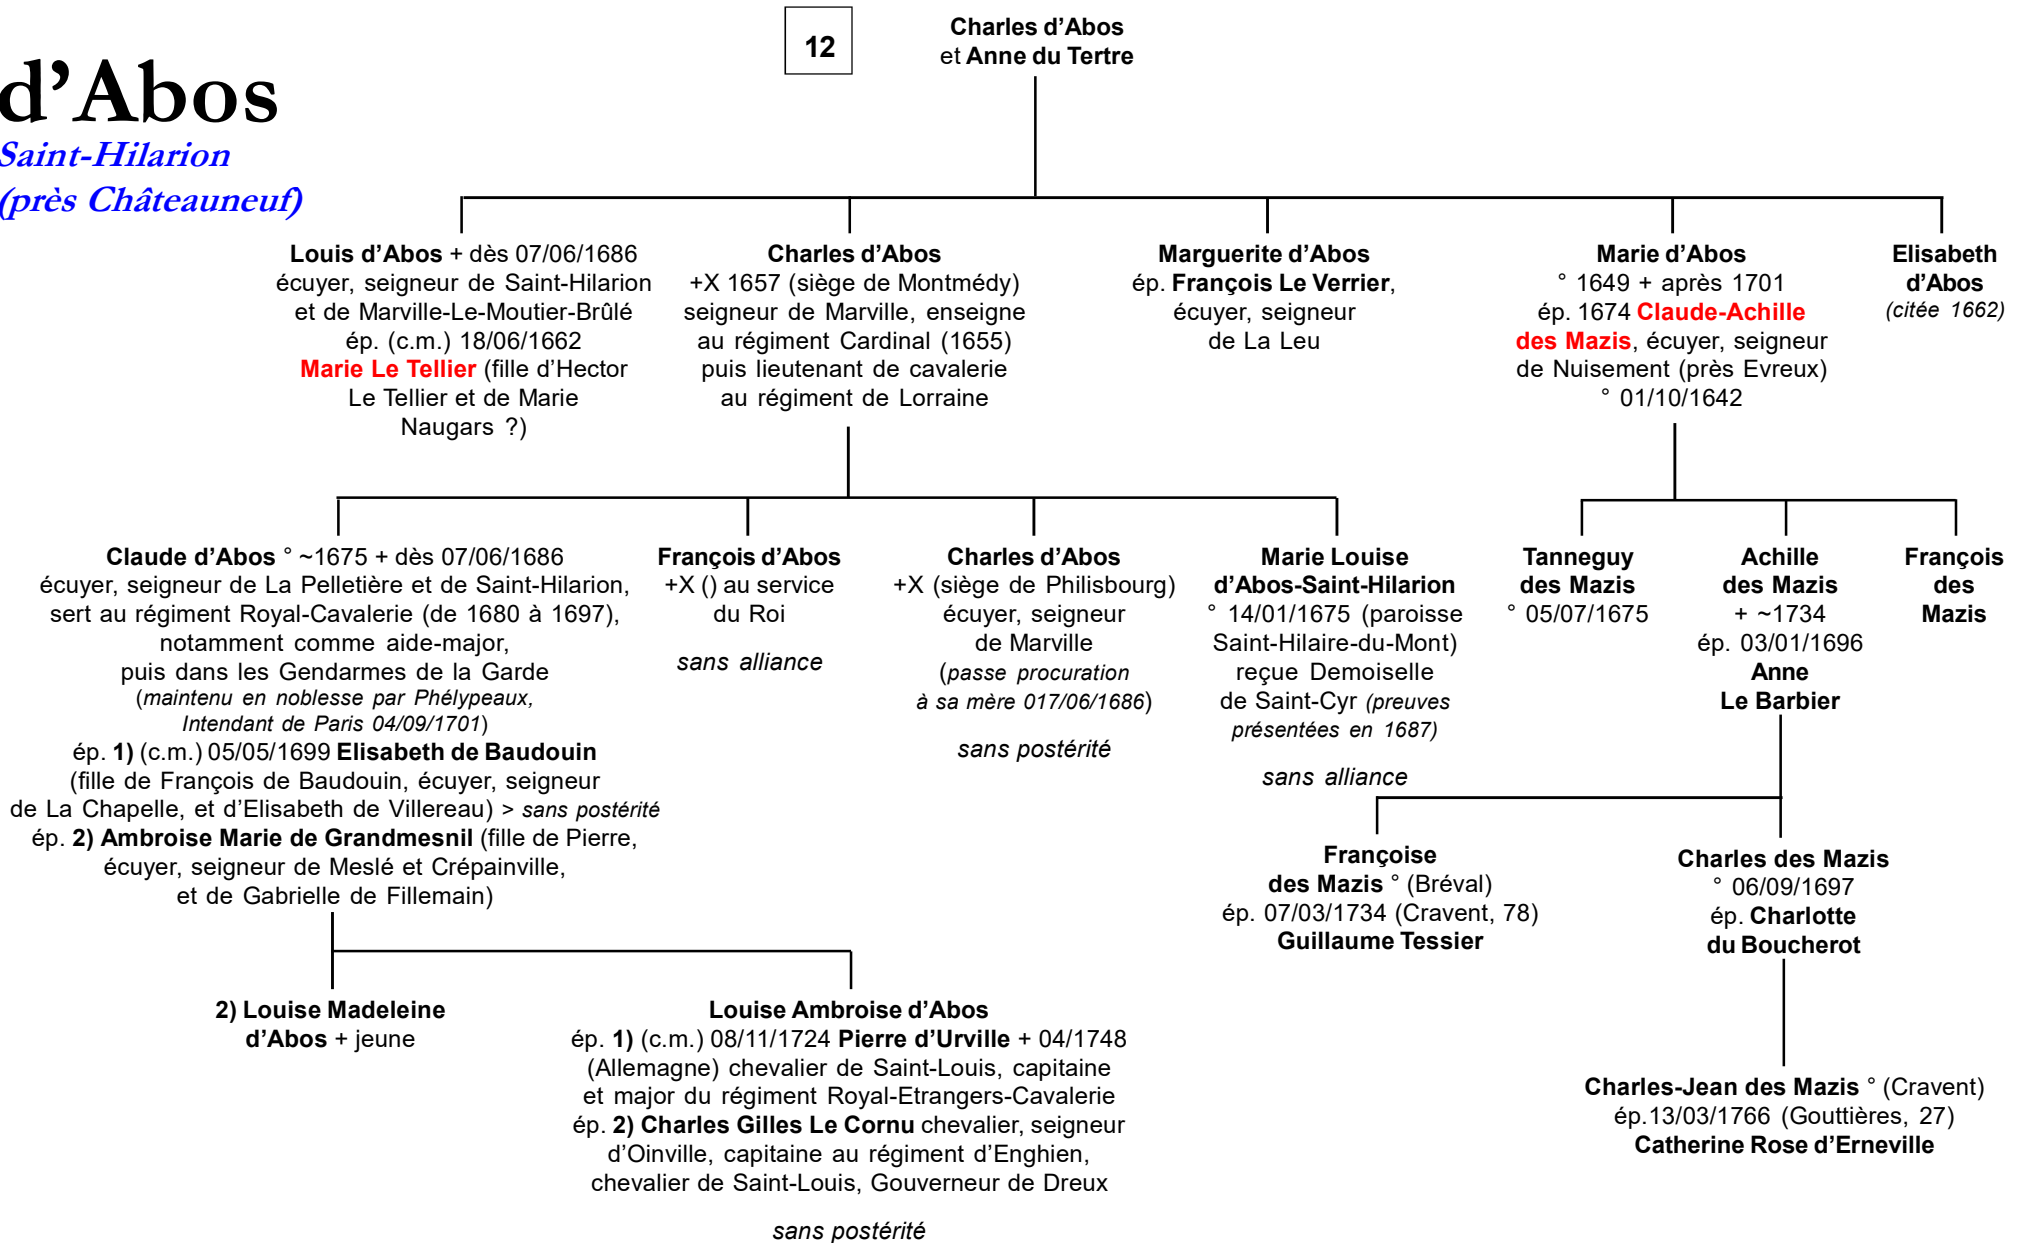 12
Charles d'Abos
et Anne du Tertre
d'Abos
Saint-Hilarion
(près Châteauneuf)
Louis d'Abos + dès 07/06/1686
écuyer, seigneur de Saint-Hilarion
et de Marville-Le-Moutier-Brûlé
ép. (c.m.) 18/06/1662
Marie Le Tellier (fille d'Hector
Le Tellier et de Marie
Naugars ?)
Charles d'Abos
+X 1657 (siège de Montmédy)
seigneur de Marville, enseigne
au régiment Cardinal (1655)
puis lieutenant de cavalerie
au régiment de Lorraine
Marguerite d'Abos
ép. François Le Verrier,
écuyer, seigneur
de La Leu
Marie d'Abos
° 1649 + après 1701
ép. 1674 Claude-Achille
des Mazis, écuyer, seigneur
de Nuisement (près Evreux)
° 01/10/1642
Elisabeth
d'Abos
(citée 1662)
Claude d'Abos ° ~1675 + dès 07/06/1686
écuyer, seigneur de La Pelletière et de Saint-Hilarion,
sert au régiment Royal-Cavalerie (de 1680 à 1697),
notamment comme aide-major,
puis dans les Gendarmes de la Garde
(maintenu en noblesse par Phélypeaux,
Intendant de Paris 04/09/1701)
ép. 1) (c.m.) 05/05/1699 Elisabeth de Baudouin
(fille de François de Baudouin, écuyer, seigneur
de La Chapelle, et d'Elisabeth de Villereau) > sans postérité
ép. 2) Ambroise Marie de Grandmesnil (fille de Pierre,
écuyer, seigneur de Meslé et Crépainville,
et de Gabrielle de Fillemain)
François d'Abos
+X () au service
du Roi
sans alliance
Charles d'Abos
+X (siège de Philisbourg)
écuyer, seigneur
de Marville
(passe procuration
à sa mère 017/06/1686)
sans postérité
Marie Louise
d'Abos-Saint-Hilarion
° 14/01/1675 (paroisse
Saint-Hilaire-du-Mont)
reçue Demoiselle
de Saint-Cyr (preuves
présentées en 1687)
sans alliance
Tanneguy
des Mazis
° 05/07/1675
Achille
des Mazis
+ ~1734
ép. 03/01/1696
Anne
Le Barbier
François
des
Mazis
Françoise
des Mazis ° (Bréval)
ép. 07/03/1734 (Cravent, 78)
Guillaume Tessier
Charles des Mazis
° 06/09/1697
ép. Charlotte
du Boucherot
2) Louise Madeleine
d'Abos + jeune
Louise Ambroise d'Abos
ép. 1) (c.m.) 08/11/1724 Pierre d'Urville + 04/1748
(Allemagne) chevalier de Saint-Louis, capitaine
et major du régiment Royal-Etrangers-Cavalerie
ép. 2) Charles Gilles Le Cornu chevalier, seigneur
d'Oinville, capitaine au régiment d'Enghien,
chevalier de Saint-Louis, Gouverneur de Dreux
sans postérité
Charles-Jean des Mazis ° (Cravent)
ép.13/03/1766 (Gouttières, 27)
Catherine Rose d'Erneville